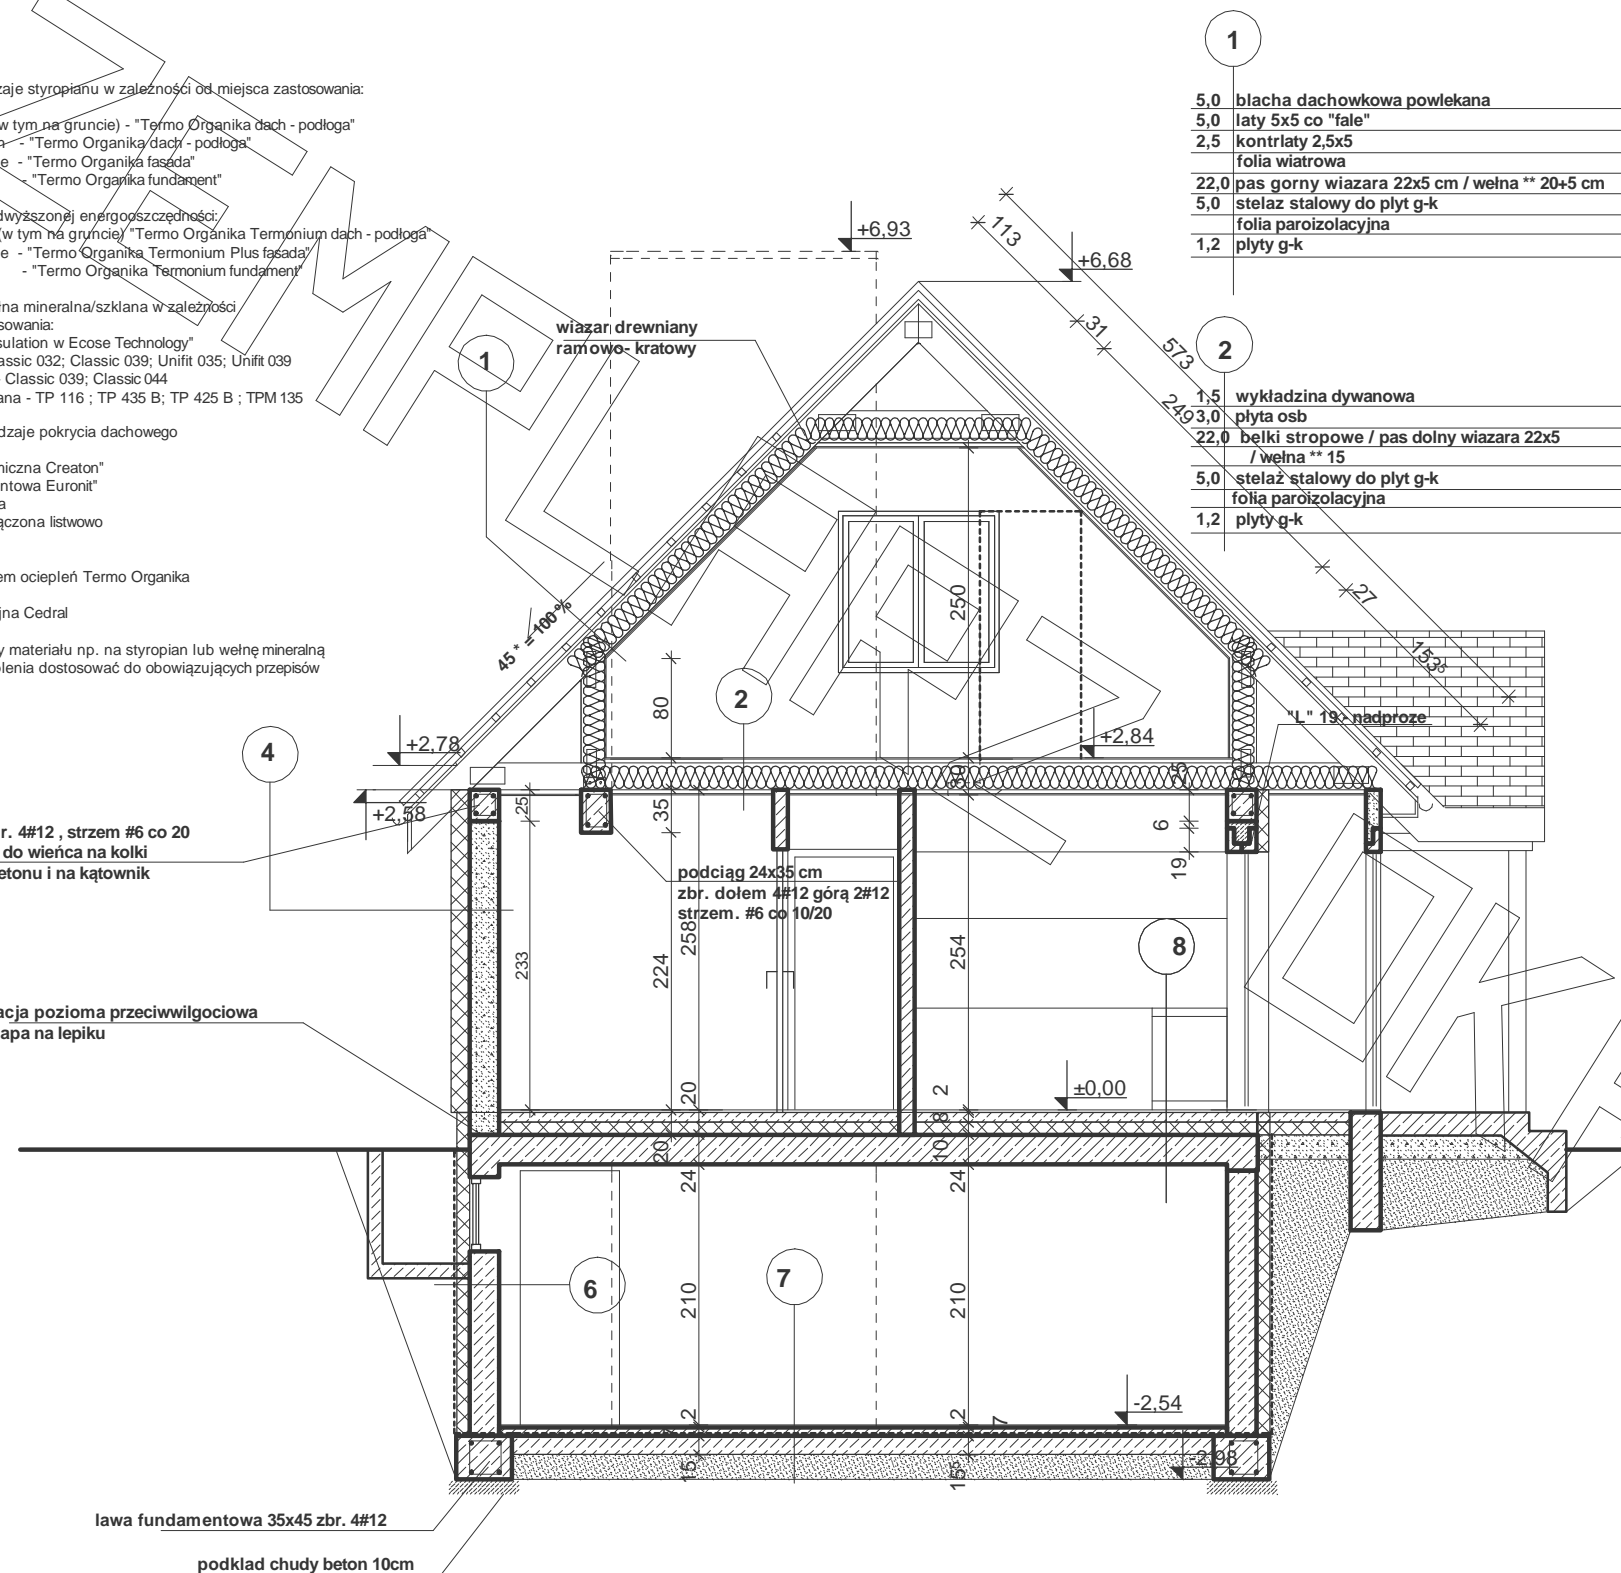 zaje styropianu w zależności od miejsca zastosowania:
w tym na gruncie) - "Termo Organika dach - podłoga"
- "Termo Organika dach - podłoga"
e - "Termo Organika fasada"
- "Termo Organika fundament"
dwyższonej energooszczędności:
(w tym na gruncie) "Termo Organika Termonium dach - podłoga"
e - "Termo Organika Termonium Plus fasada"
- "Termo Organika Termonium fundament"
łna mineralna/szklana w zależności
sowania:
sulation w Ecose Technology"
assic 032; Classic 039; Unifit 035; Unifit 039
- Classic 039; Classic 044
ana - TP 116 ; TP 435 B; TP 425 B ; TPM 135
dzaje pokrycia dachowego
miczna Creaton"
ntowa Euronit"
a
ączona listwowo
em ociepleń Termo Organika
jna Cedral
y materiału np. na styropian lub wełnę mineralną
plenia dostosować do obowiązujących przepisów
1
5,0 blacha dachowkowa powlekana
5,0 laty 5x5 co "fale"
2,5 kontrlaty 2,5x5
folia wiatrowa
22,0 pas gorny wiazara 22x5 cm / wełna ** 20+5 cm
5,0 stelaz stalowy do plyt g-k
folia paroizolacyjna
1,2 plyty g-k
2
1,5 wykładzina dywanowa
3,0 płyta osb
22,0 belki stropowe / pas dolny wiazara 22x5
/ wełna ** 15
5,0 stelaż stalowy do plyt g-k
folia paroizolacyjna
1,2 plyty g-k
+6,93
+6,68
113
31
573
249
27
153⁵
wiazar drewniany
ramowo- kratowy
1
45 * = 100 %
250
80
2
"L" 19 - nadproze
+2,78
+2,84
+2,58
4
30
25
25
35
6
19
r. 4#12 , strzem #6 co 20
do wieńca na kolki
etonu i na kątownik
podciąg 24x35 cm
zbr. dołem 4#12 górą 2#12
strzem. #6 co 10/20
233
224
258
254
8
acja pozioma przeciwwilgociowa
apa na lepiku
±0,00
20
2
8
20
10
24
24
6
7
210
210
2
2
7
-2,54
-2,98
15
15⁵
lawa fundamentowa 35x45 zbr. 4#12
podklad chudy beton 10cm